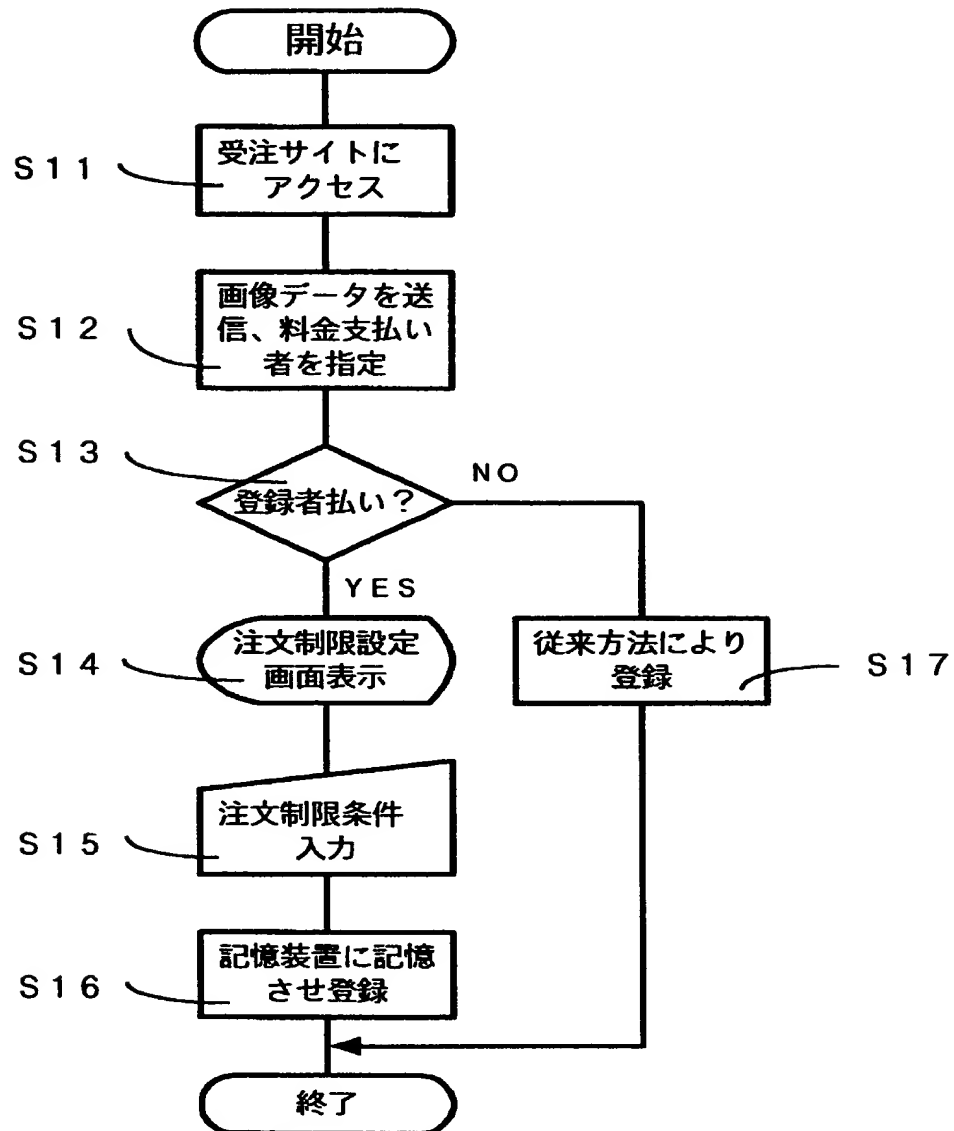 開始
S11
受注サイトに
アクセス
S12
画像データを送
信、料金支払い
者を指定
S13
登録者払い?
NO
YES
S14
注文制限設定
画面表示
従来方法により
登録
S17
S15
注文制限条件
入力
S16
記憶装置に記憶
させ登録
終了